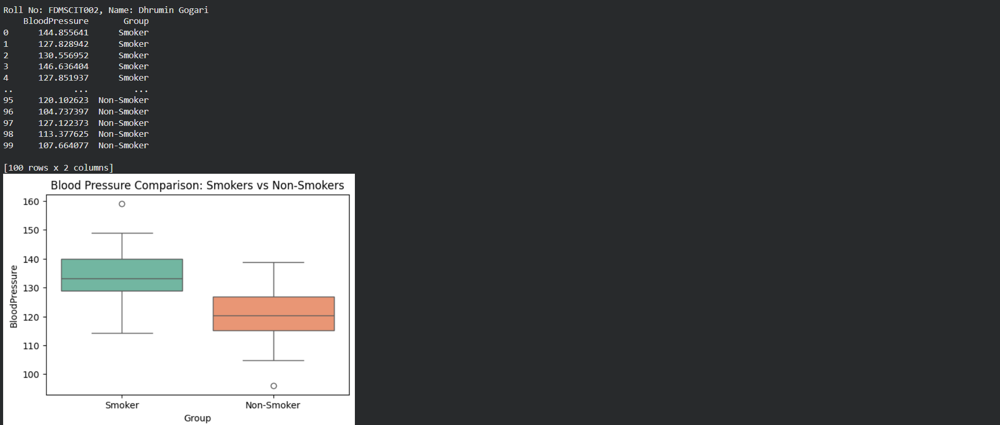 Roll No: FDMSCIT002, Name: Dhrumin Gogari
BloodPressure Group
0 144.855641 Smoker
1 127.828942 Smoker
2 130.556952 Smoker
3 146.636404 Smoker
4 127.851937 Smoker
.. ... ...
95 120.102623 Non-Smoker
96 104.737397 Non-Smoker
97 127.122373 Non-Smoker
98 113.377625 Non-Smoker
99 107.664077 Non-Smoker
[100 rows x 2 columns]
Blood Pressure Comparison: Smokers vs Non-Smokers
160
150
140
130
120
110
100
BloodPressure
Smoker Non-Smoker
Group